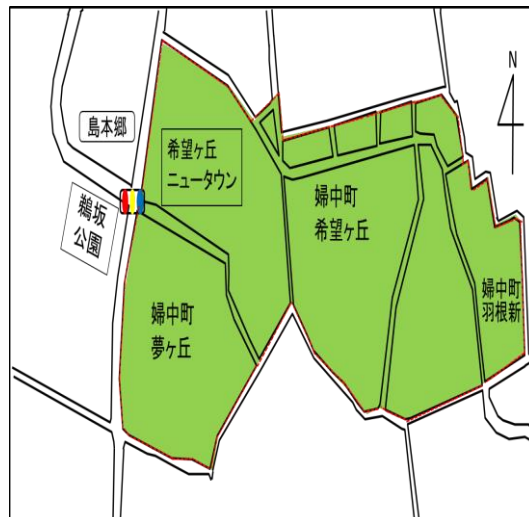 N
島本郷
希望ヶ丘
ニュータウン
鵜坂
公園
婦中町
希望ヶ丘
婦中町
羽根新
婦中町
夢ヶ丘